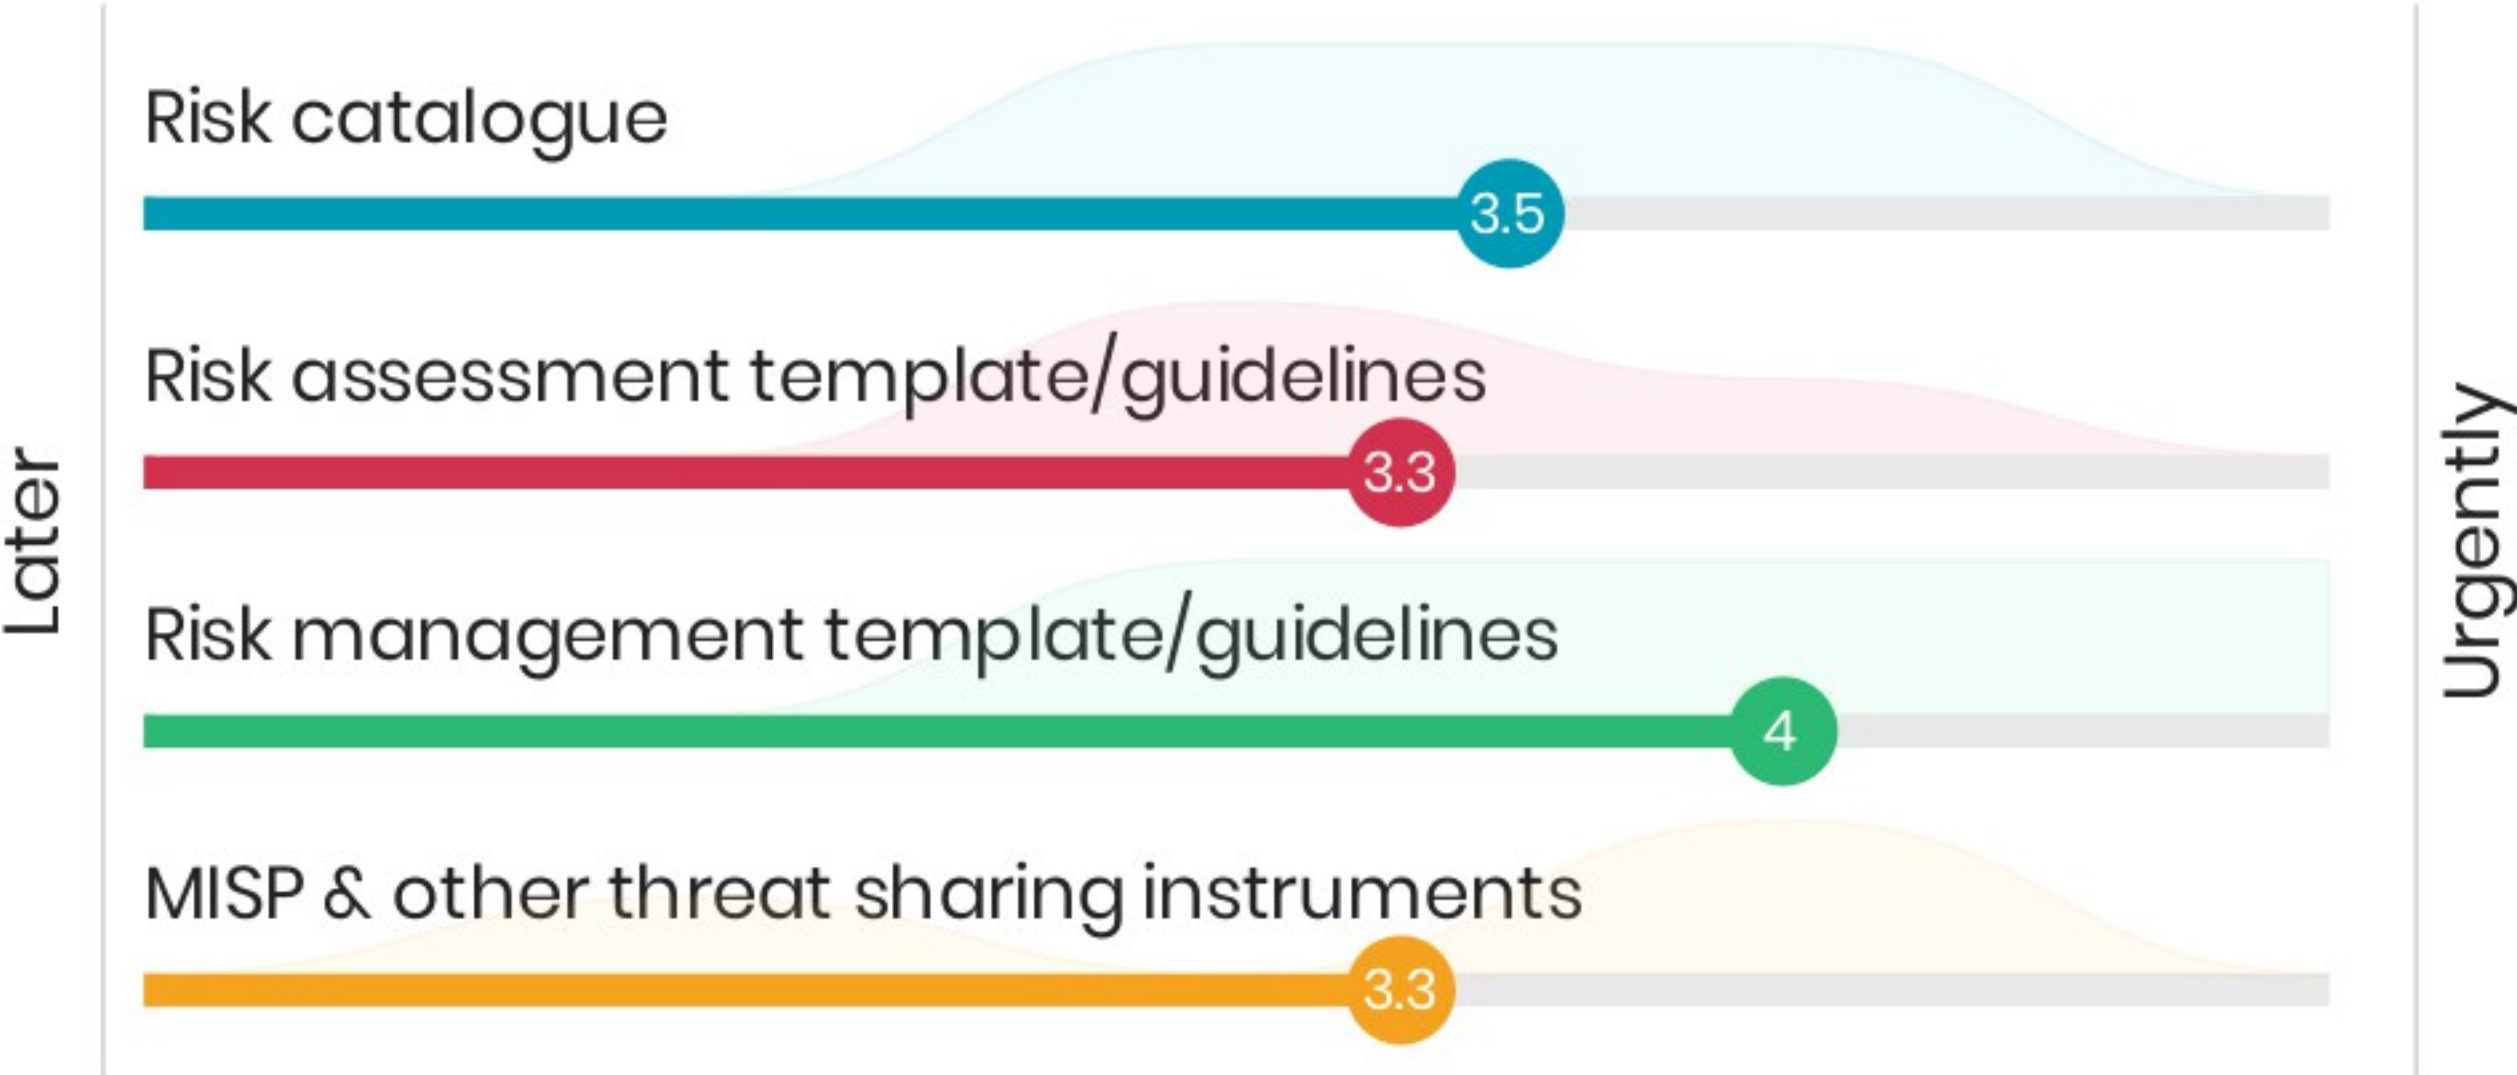 Later
Risk catalogue
3.5
Risk assessment template/guidelines
3.3
Risk management template/guidelines
4
MISP & other threat sharing instruments
3.3
Urgently